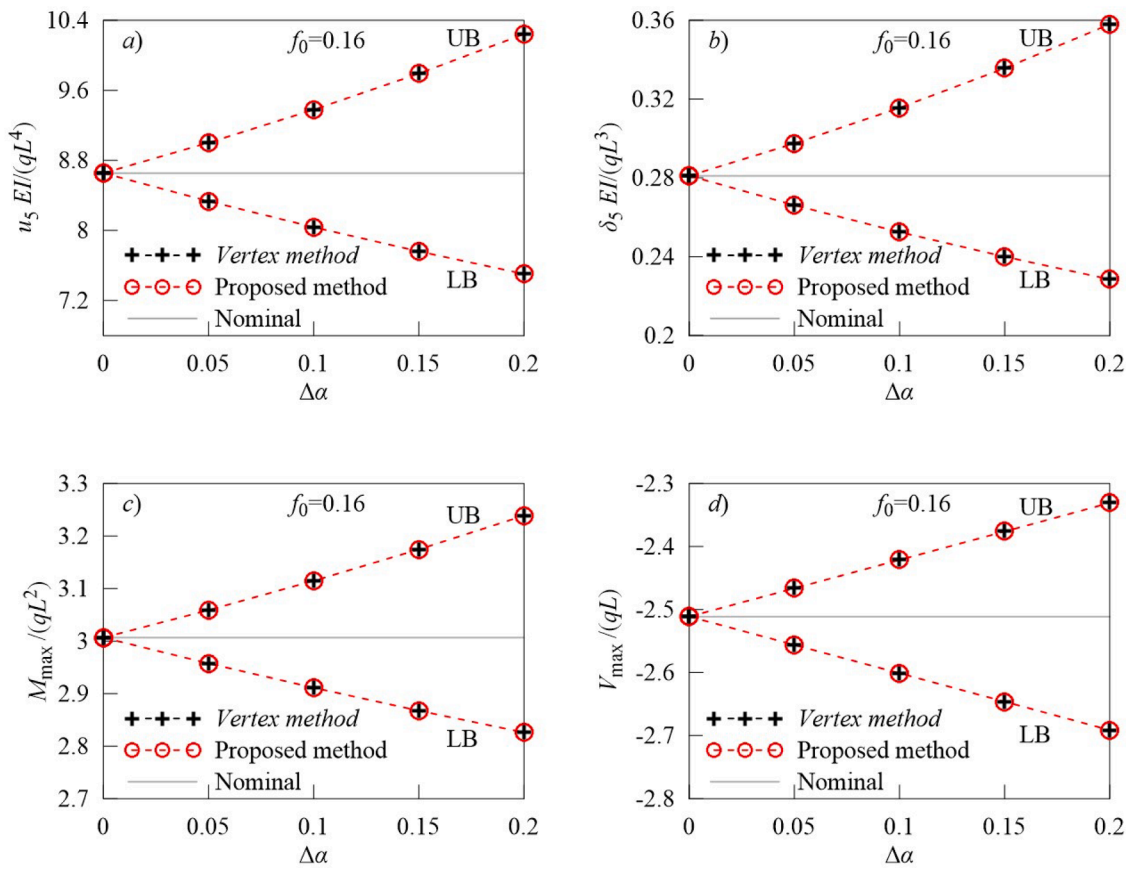 a) f₀=0.16 UB
10.4
9.6
8.8
8
7.2
u₅ EI/(qL⁴)
Vertex method
Proposed method
Nominal
LB
0 0.05 0.1 0.15 0.2
Δα
b) f₀=0.16 UB
0.36
0.32
0.28
0.24
0.2
δ₅ EI/(qL³)
Vertex method
Proposed method
Nominal
LB
0 0.05 0.1 0.15 0.2
Δα
c) f₀=0.16 UB
3.3
3.2
3.1
3
2.9
2.8
2.7
M_max/(qL²)
Vertex method
Proposed method
Nominal
LB
0 0.05 0.1 0.15 0.2
Δα
d) f₀=0.16 UB
-2.3
-2.4
-2.5
-2.6
-2.7
-2.8
V_max/(qL)
Vertex method
Proposed method
Nominal
LB
0 0.05 0.1 0.15 0.2
Δα